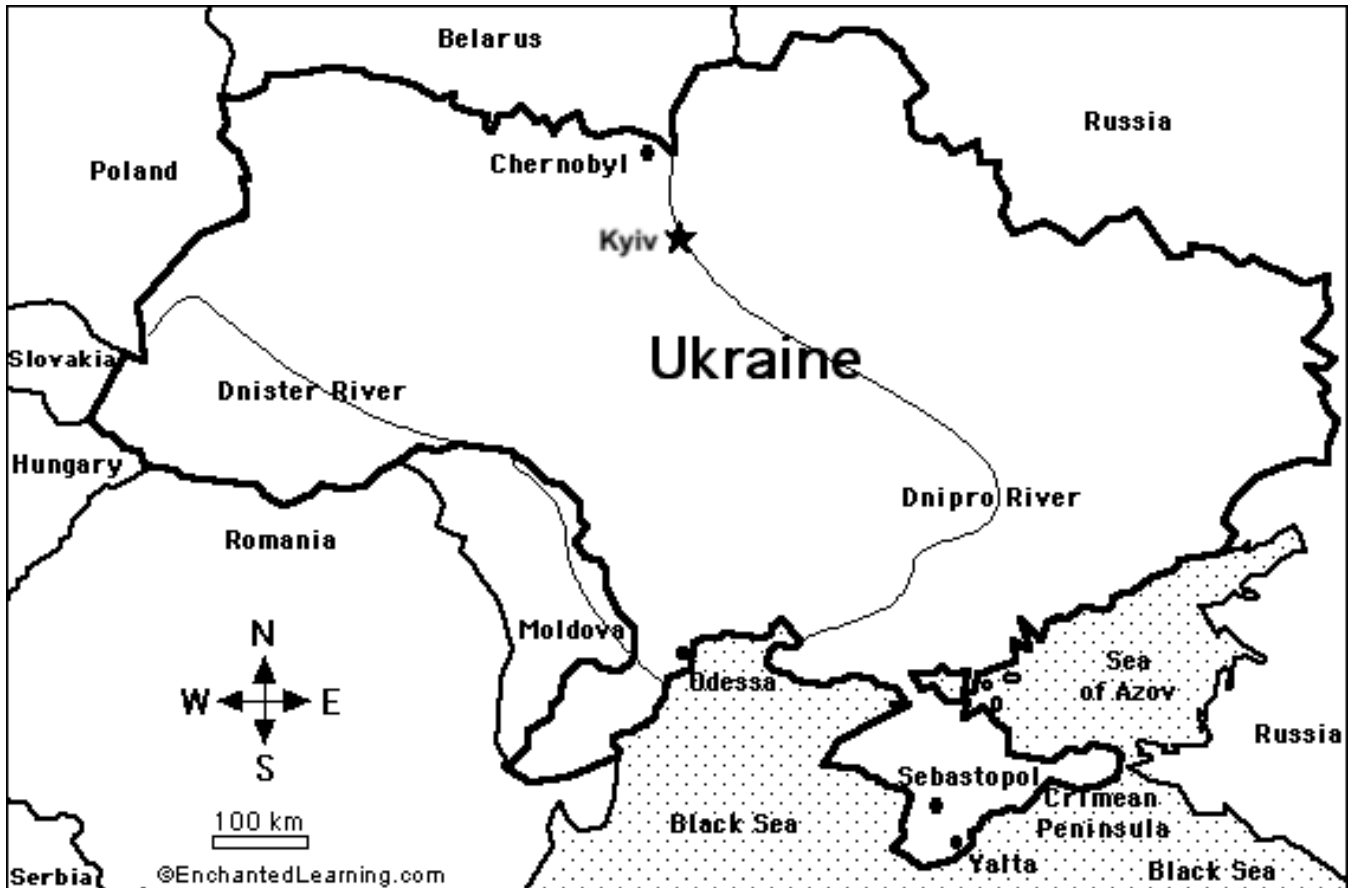 Belarus
Russia
Chernobyl
Poland
Kyiv
Ukraine
Slovakia
Dnister River
Hungary
Dnipro River
Romania
Moldova
N
W E
S
Odessa
Sea
of Azov
Russia
Sebastopol
Crimean
Peninsula
100 km
Black Sea
Yalta
Black Sea
Serbia
©EnchantedLearning.com